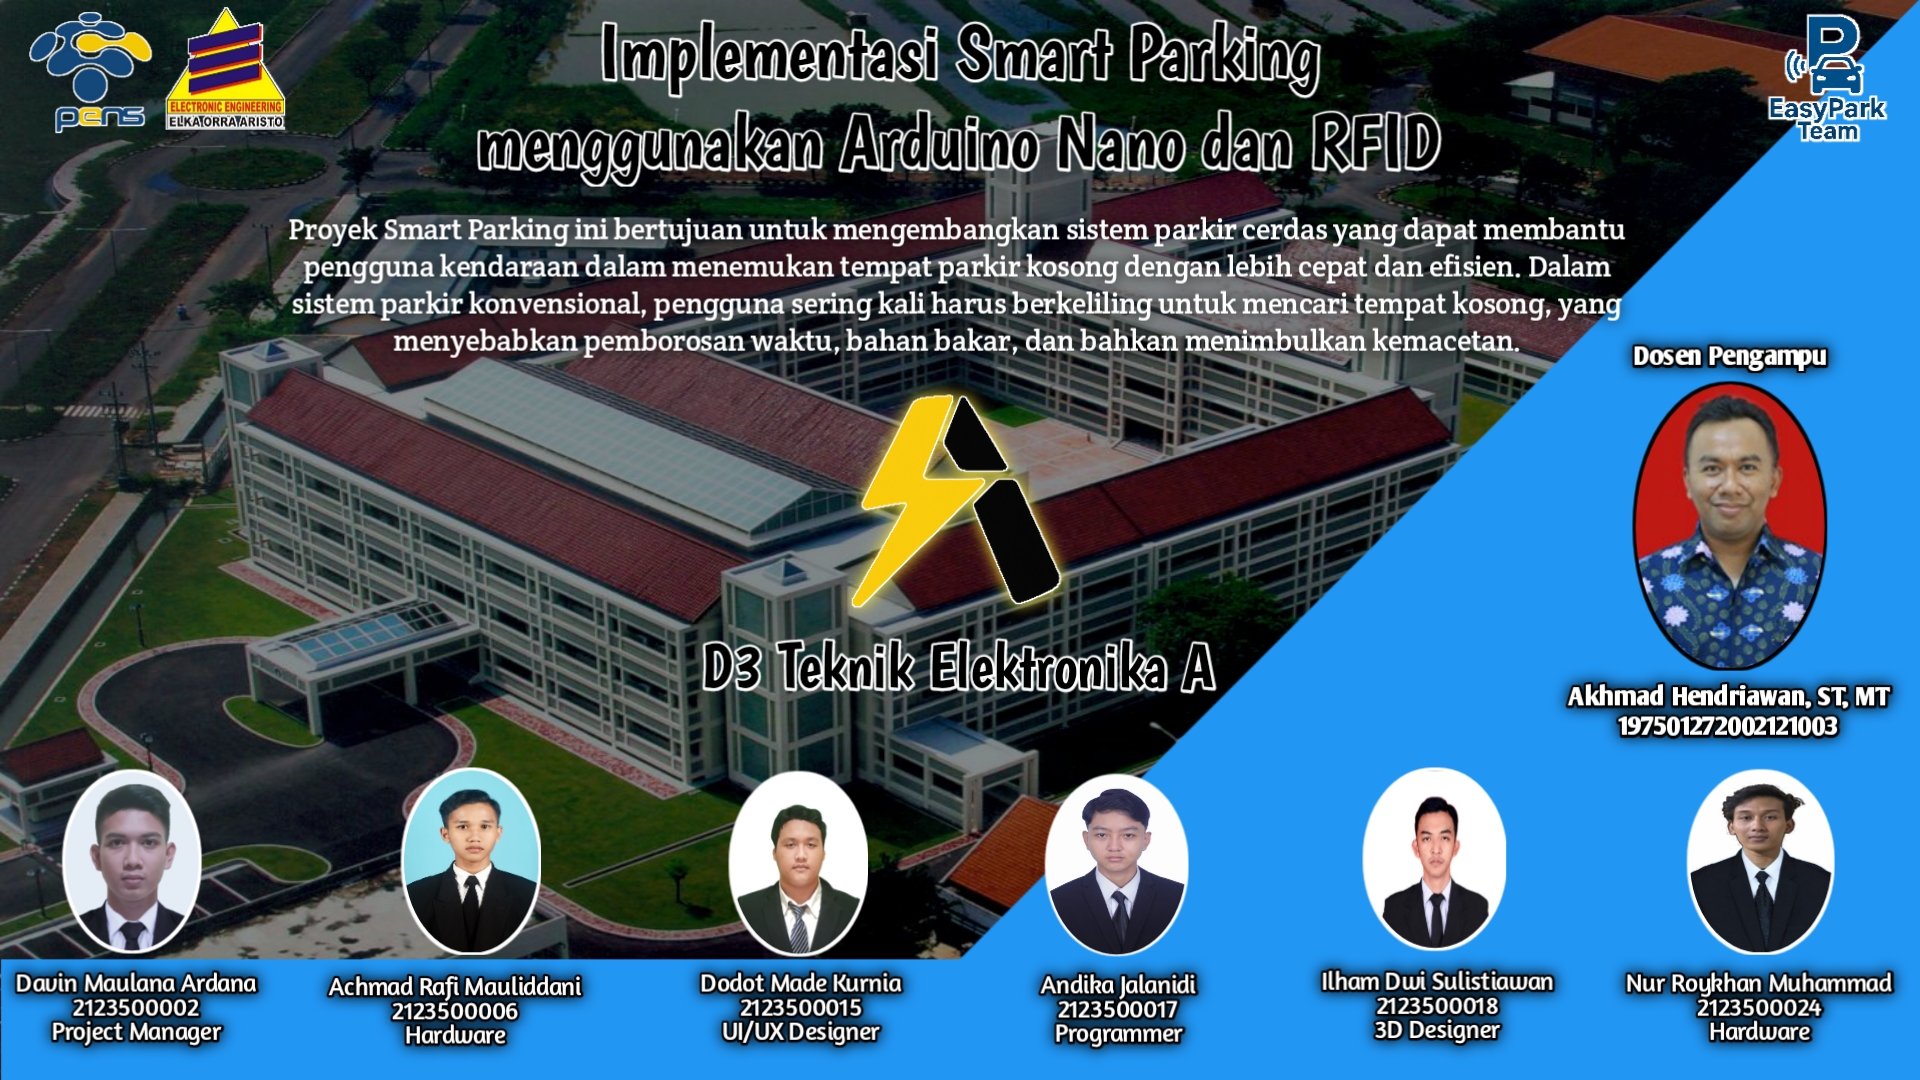 pens
ELECTRONIC ENGINEERING
ELKA ORRA ARISTO
Implementasi Smart Parking
menggunakan Arduino Nano dan RFID
EasyPark
Team
Proyek Smart Parking ini bertujuan untuk mengembangkan sistem parkir cerdas yang dapat membantu
pengguna kendaraan dalam menemukan tempat parkir kosong dengan lebih cepat dan efisien. Dalam
sistem parkir konvensional, pengguna sering kali harus berkeliling untuk mencari tempat kosong, yang
menyebabkan pemborosan waktu, bahan bakar, dan bahkan menimbulkan kemacetan.
Dosen Pengampu
Akhmad Hendriawan, ST, MT
197501272002121003
D3 Teknik Elektronika A
Davin Maulana Ardana
2123500002
Project Manager
Achmad Rafi Mauliddani
2123500006
Hardware
Dodot Made Kurnia
2123500015
UI/UX Designer
Andika Jalanidi
2123500017
Programmer
Ilham Dwi Sulistiawan
2123500018
3D Designer
Nur Roykhan Muhammad
2123500024
Hardware